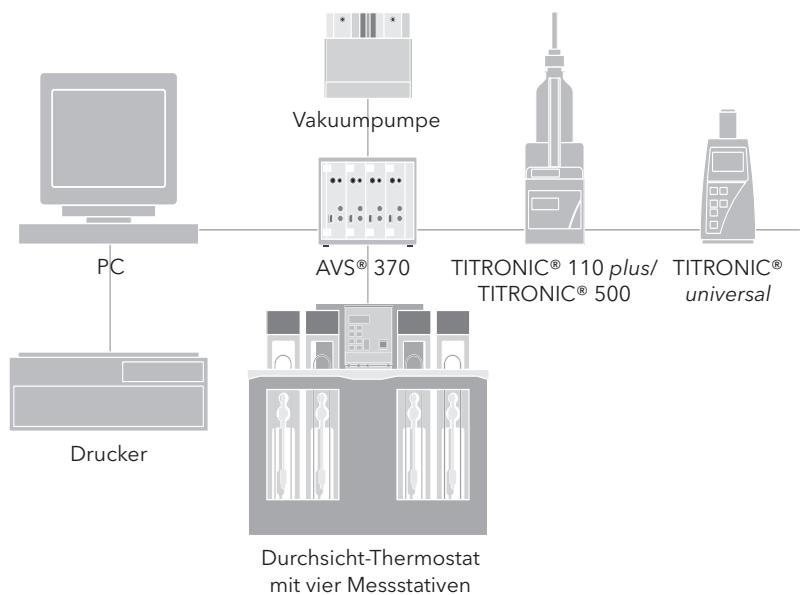 Vakuumpumpe
PC
AVS® 370
TITRONIC® 110 plus/
TITRONIC® 500
TITRONIC®
universal
Drucker
Durchsicht-Thermostat
mit vier Messstativen